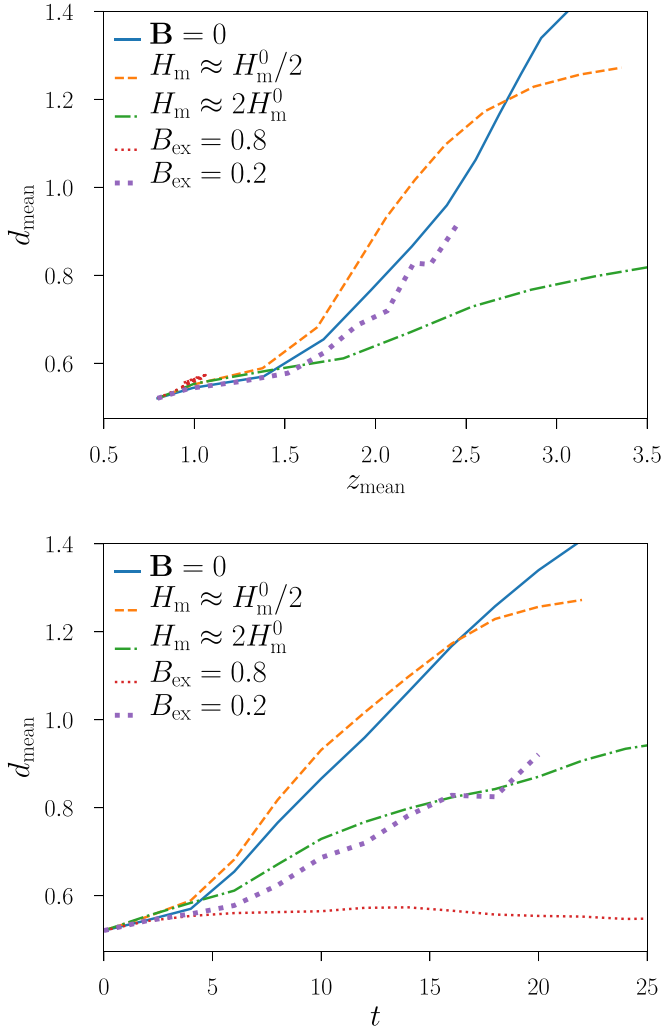 1.4
1.2
1.0
0.8
0.6
d_mean
B = 0
H_m ≈ H_m^0/2
H_m ≈ 2H_m^0
B_ex = 0.8
B_ex = 0.2
0.5 1.0 1.5 2.0 2.5 3.0 3.5
z_mean
1.4
1.2
1.0
0.8
0.6
d_mean
B = 0
H_m ≈ H_m^0/2
H_m ≈ 2H_m^0
B_ex = 0.8
B_ex = 0.2
0 5 10 15 20 25
t